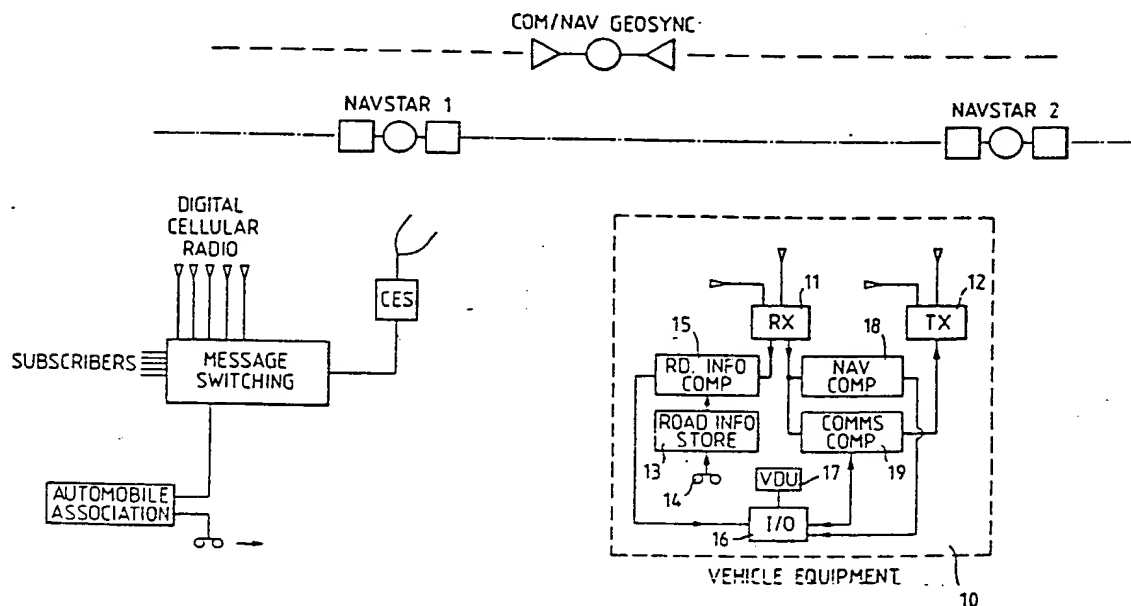 COM/NAV GEOSYNC
NAVSTAR 1
NAVSTAR 2
DIGITAL
CELLULAR
RADIO
CES
SUBSCRIBERS
MESSAGE
SWITCHING
AUTOMOBILE
ASSOCIATION
11
12
RX
TX
15
18
RD. INFO
COMP
NAV
COMP
ROAD INFO
STORE
COMMS
COMP
13
14
VDU
17
19
I/O
16
VEHICLE EQUIPMENT
10